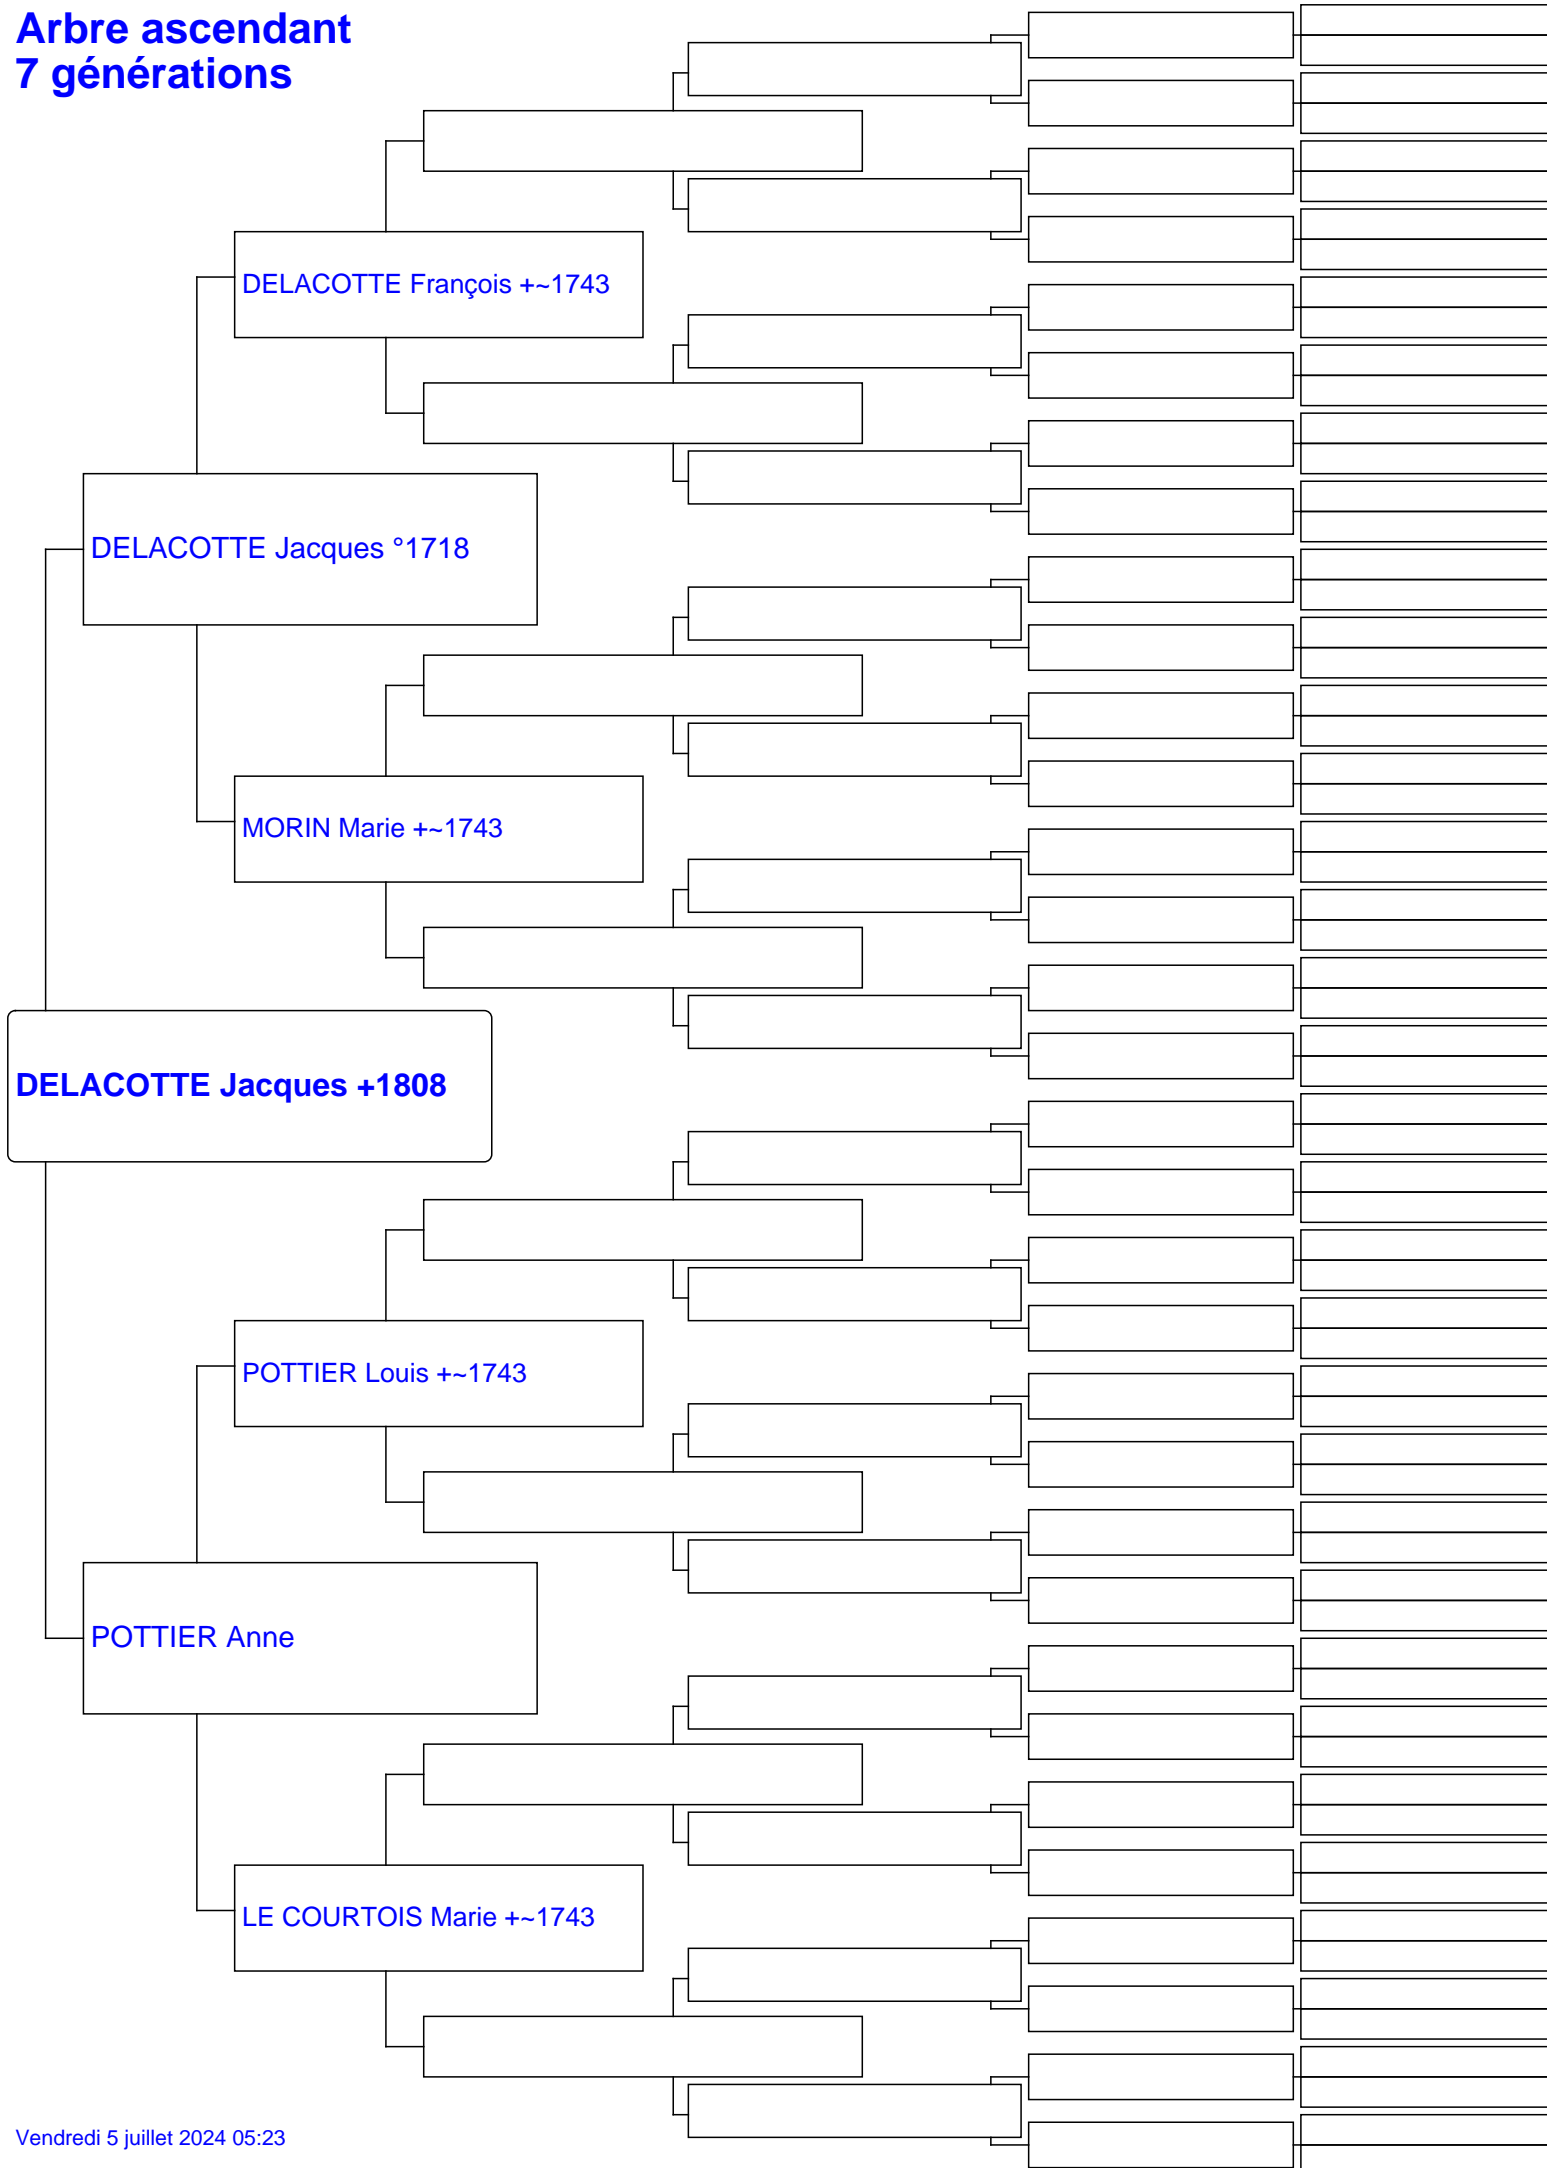 Arbre ascendant
7 générations
DELACOTTE François +~1743
DELACOTTE Jacques °1718
MORIN Marie +~1743
DELACOTTE Jacques +1808
POTTIER Louis +~1743
POTTIER Anne
LE COURTOIS Marie +~1743
Vendredi 5 juillet 2024 05:23